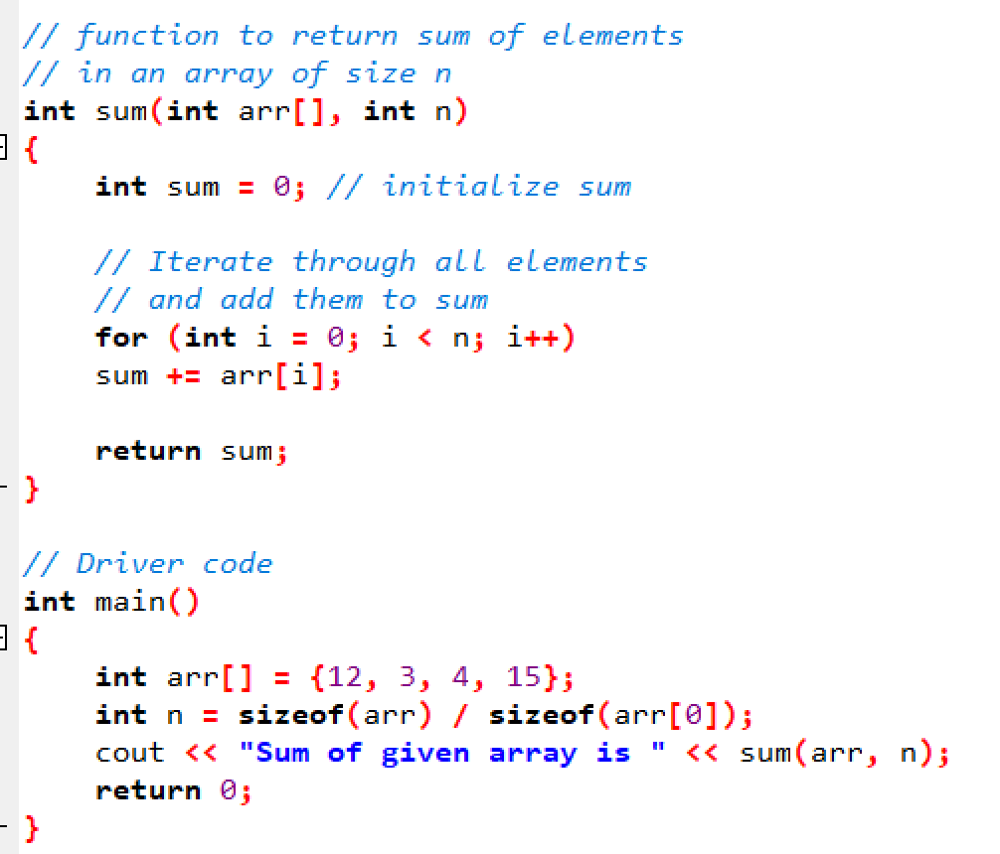 // function to return sum of elements
// in an array of size n
int sum(int arr[], int n)
{
int sum = 0; // initialize sum
// Iterate through all elements
// and add them to sum
for (int i = 0; i < n; i++)
sum += arr[i];
return sum;
}
// Driver code
int main()
{
int arr[] = {12, 3, 4, 15};
int n = sizeof(arr) / sizeof(arr[0]);
cout << "Sum of given array is " << sum(arr, n);
return 0;
}